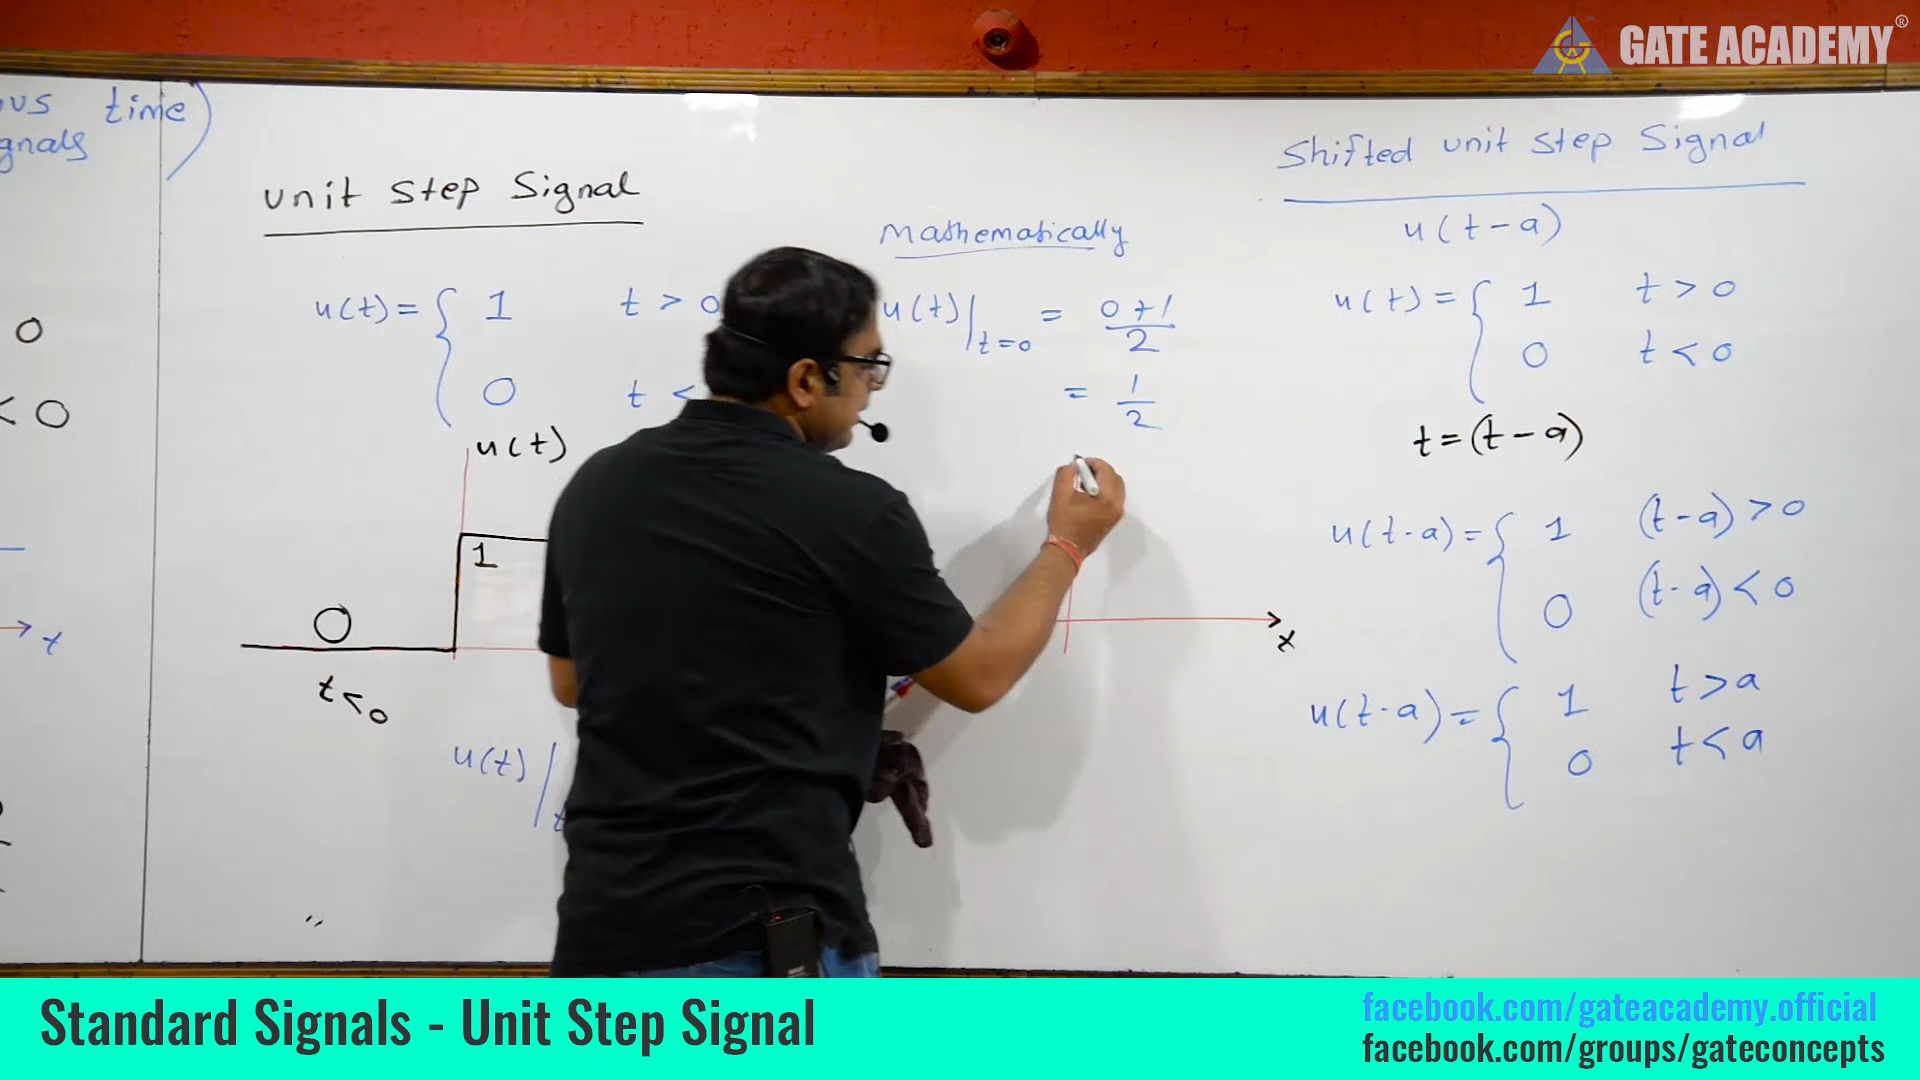 GATE ACADEMY®
time)
unit step signal
u(t) = { 1 t > 0
0 t <
u(t)
1
0
t < 0
u(t)|
Mathematically
u(t)|t=0 = 0+1/2
= 1/2
t
Shifted unit step signal
u(t-a)
u(t) = { 1 t > 0
0 t < 0
t = (t-a)
u(t-a) = { 1 (t-a) > 0
0 (t-a) < 0
u(t-a) = { 1 t > a
0 t < a
0
< 0
t
Standard Signals - Unit Step Signal
facebook.com/gateacademy.official
facebook.com/groups/gateconcepts